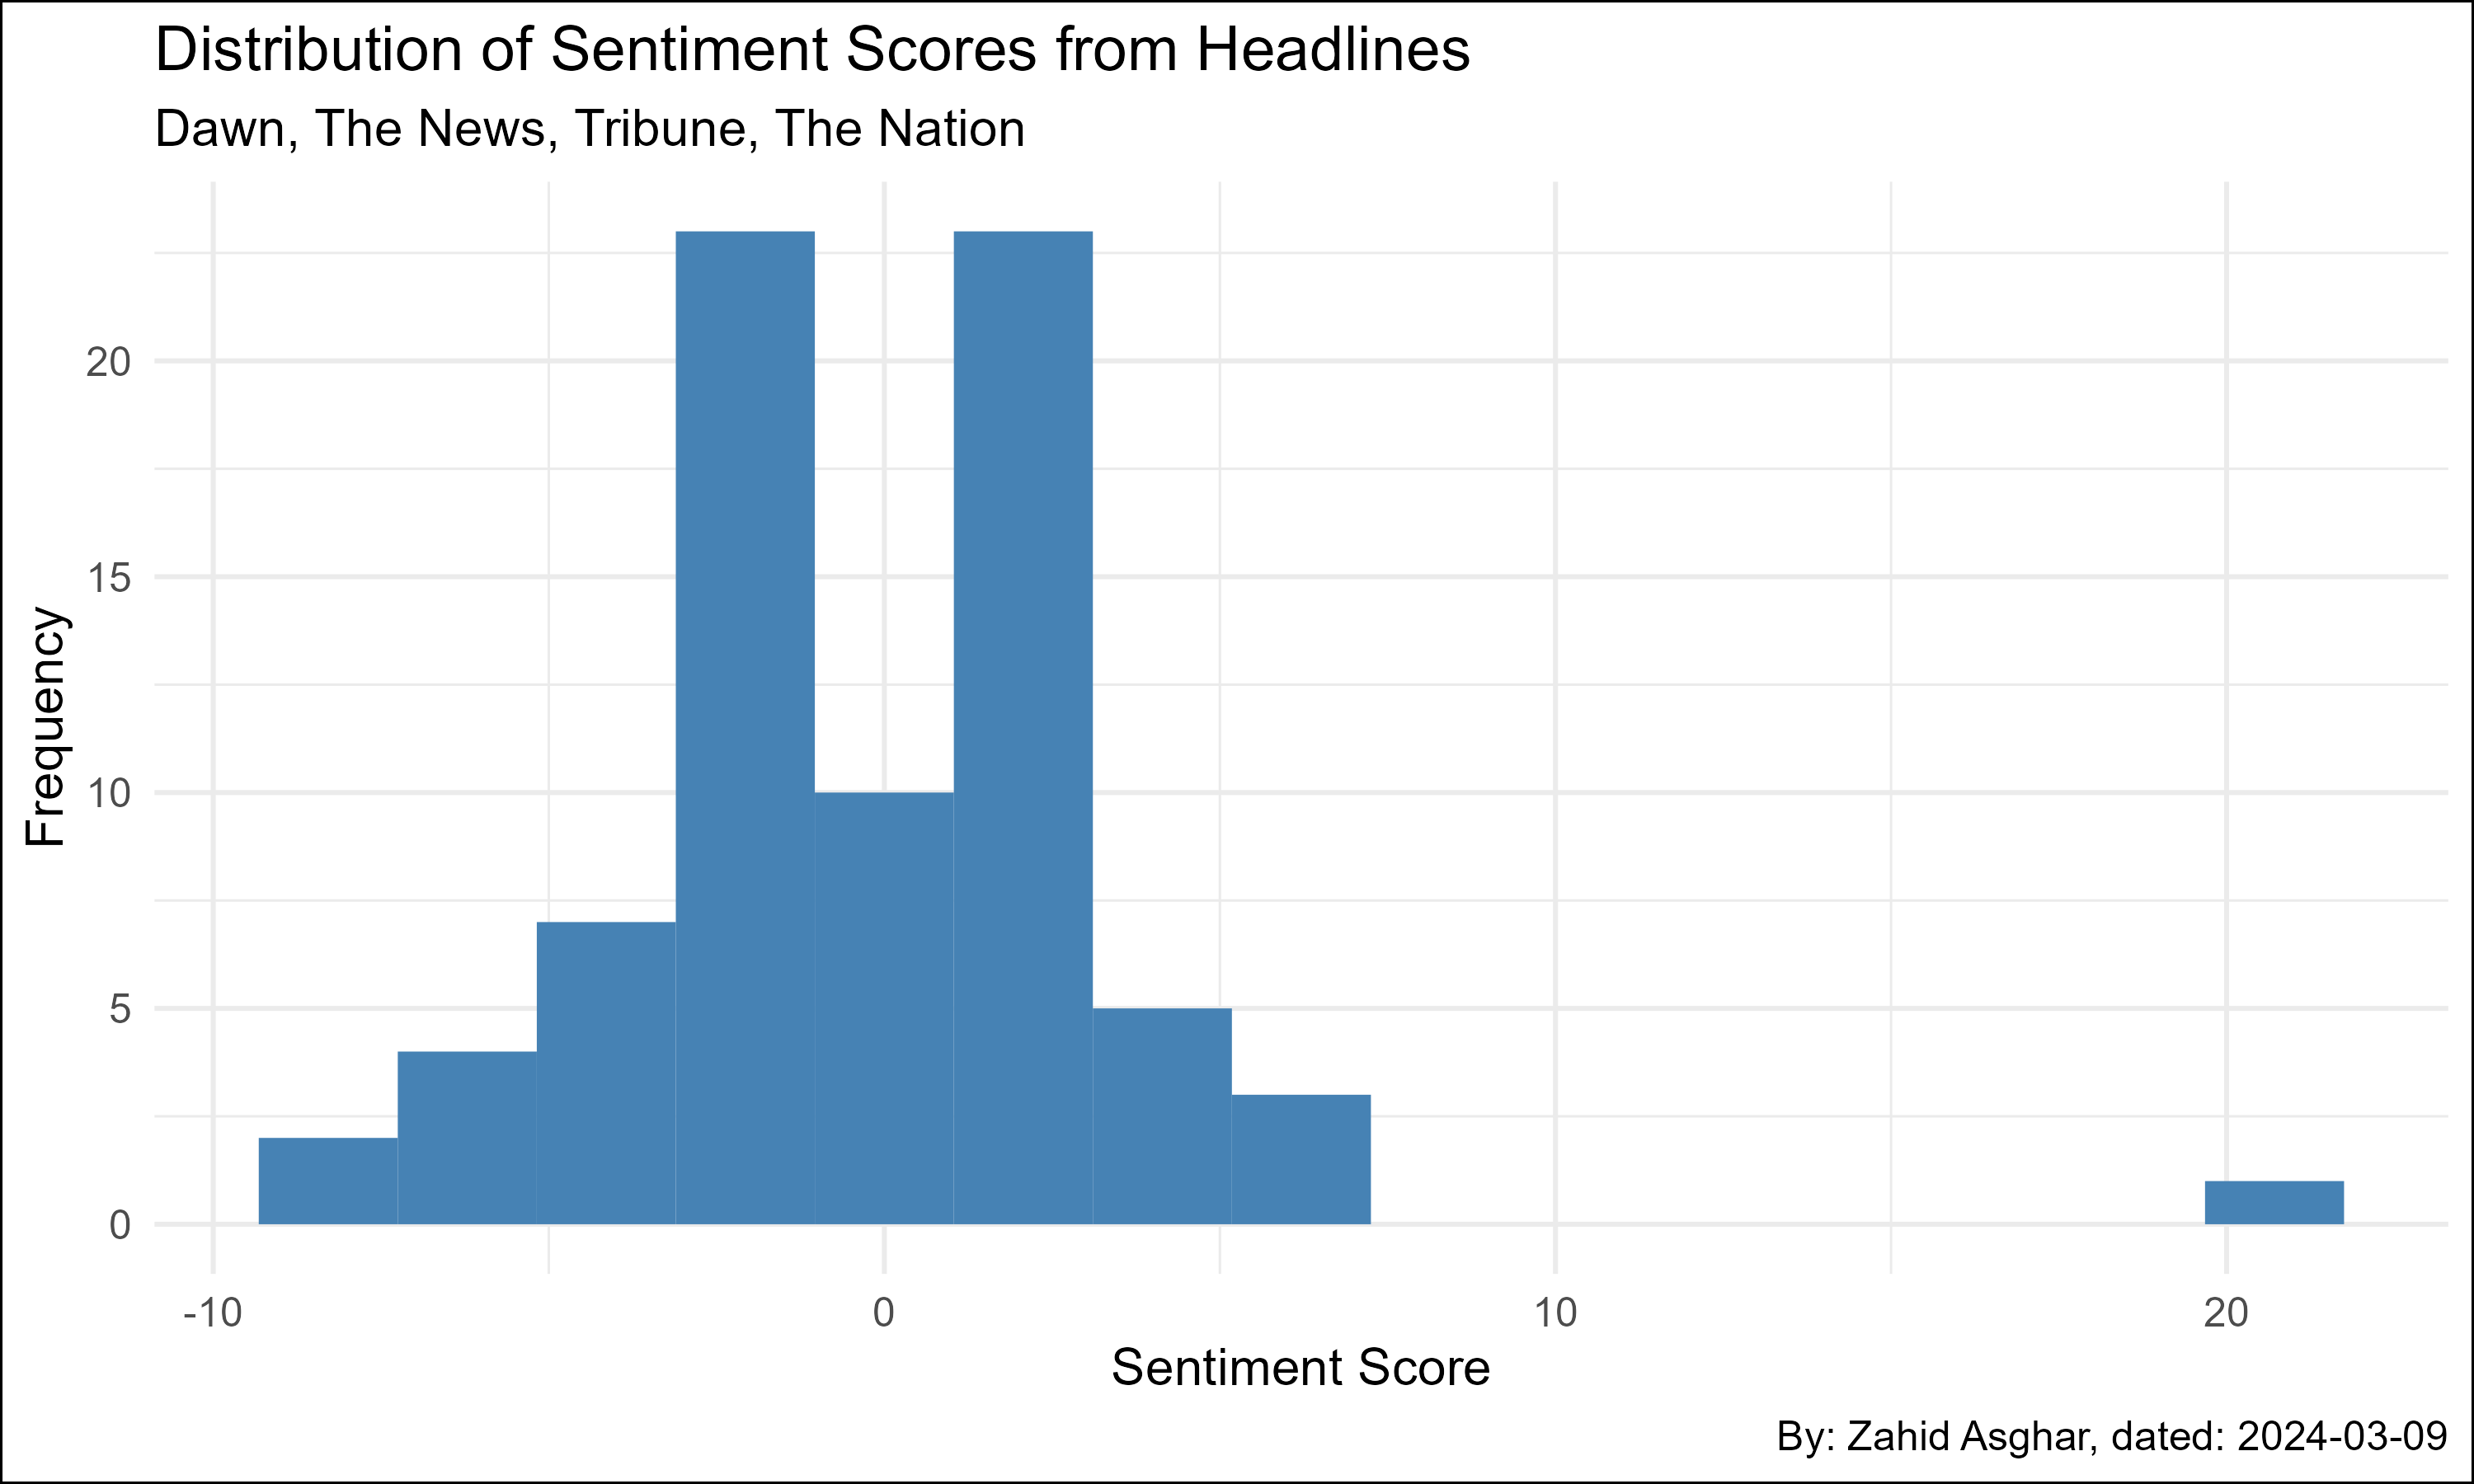 Distribution of Sentiment Scores from Headlines
Dawn, The News, Tribune, The Nation
Frequency
20
15
10
5
0
-10 0 10 20
Sentiment Score
By: Zahid Asghar, dated: 2024-03-09